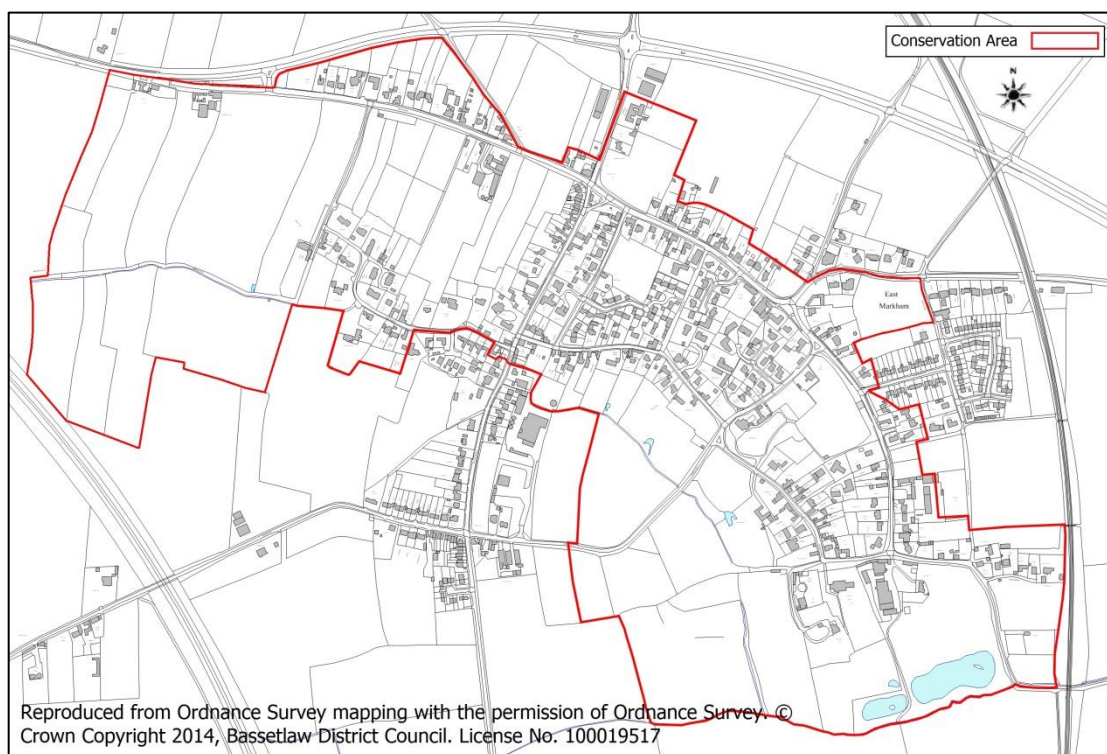 Conservation Area
N
East
Markham
Reproduced from Ordnance Survey mapping with the permission of Ordnance Survey. ©
Crown Copyright 2014, Bassetlaw District Council. License No. 100019517